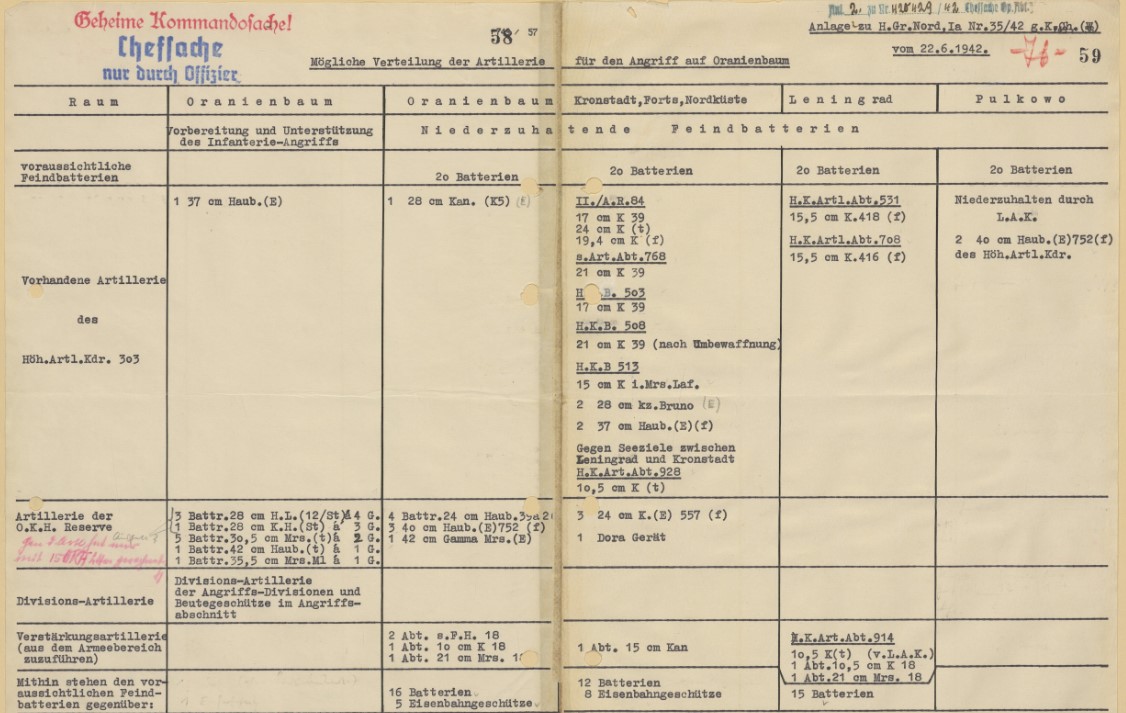 Geheime Kommandosache!
Chefsache
nur durch Offizier
58 57
Anlage zu H.Gr.Nord,Ia Nr.35/42 g.K.Ch.
vom 22.6.1942.
76
59
Mögliche Verteilung der Artillerie für den Angriff auf Oranienbaum
Raum
Oranienbaum
Oranienbaum
Kronstadt,Forts,Nordküste
Leningrad
Pulkowo
Vorbereitung und Unterstützung
des Infanterie-Angriffs
Niederzuhaltende Feindbatterien
voraussichtliche
Feindbatterien
2o Batterien
2o Batterien
2o Batterien
2o Batterien
Vorhandene Artillerie
des
Höh.Artl.Kdr. 3o3
1 37 cm Haub.(E)
1 28 cm Kan. (K5) (E)
II./A.R.84
17 cm K 39
24 cm K (t)
19,4 cm K (f)
s.Art.Abt.768
21 cm K 39
H.K.B. 5o3
17 cm K 39
H.K.B. 5o8
21 cm K 39 (nach Umbewaffnung)
H.K.B 513
15 cm K i.Mrs.Laf.
2 28 cm kz.Bruno (E)
2 37 cm Haub.(E)(f)
Gegen Seeziele zwischen
Leningrad und Kronstadt
H.K.Art.Abt.928
1o,5 cm K (t)
H.K.Artl.Abt.531
15,5 cm K.418 (f)
H.K.Artl.Abt.7o8
15,5 cm K.416 (f)
Niederzuhalten durch
L.A.K.
2 4o cm Haub.(E)752(f)
des Höh.Artl.Kdr.
Artillerie der
O.K.H. Reserve
3 Battr.28 cm H.L.(12/St)á 4 G.
1 Battr.28 cm K.H.(St) á 3 G.
5 Battr.3o,5 cm Mrs.(t)á 2 G.
1 Battr.42 cm Haub.(t) á 1 G.
1 Battr.35,5 cm Mrs.Ml á 1 G.
4 Battr.24 cm Haub.39á2
3 4o cm Haub.(E)752 (f)
1 42 cm Gamma Mrs.(E)
3 24 cm K.(E) 557 (f)
1 Dora Gerät
Divisions-Artillerie
Divisions-Artillerie
der Angriffs-Divisionen und
Beutegeschütze im Angriffs-
abschnitt
Verstärkungsartillerie
(aus dem Armeebereich
zuzuführen)
2 Abt. s.F.H. 18
1 Abt. 1o cm K 18
1 Abt. 21 cm Mrs. 18
1 Abt. 15 cm Kan
H.K.Art.Abt.914
1o,5 K(t) (v.L.A.K.)
1 Abt.1o,5 cm K 18
1 Abt.21 cm Mrs. 18
Mithin stehen den vor-
aussichtlichen Feind-
batterien gegenüber:
16 Batterien
5 Eisenbahngeschütze
12 Batterien
8 Eisenbahngeschütze
15 Batterien